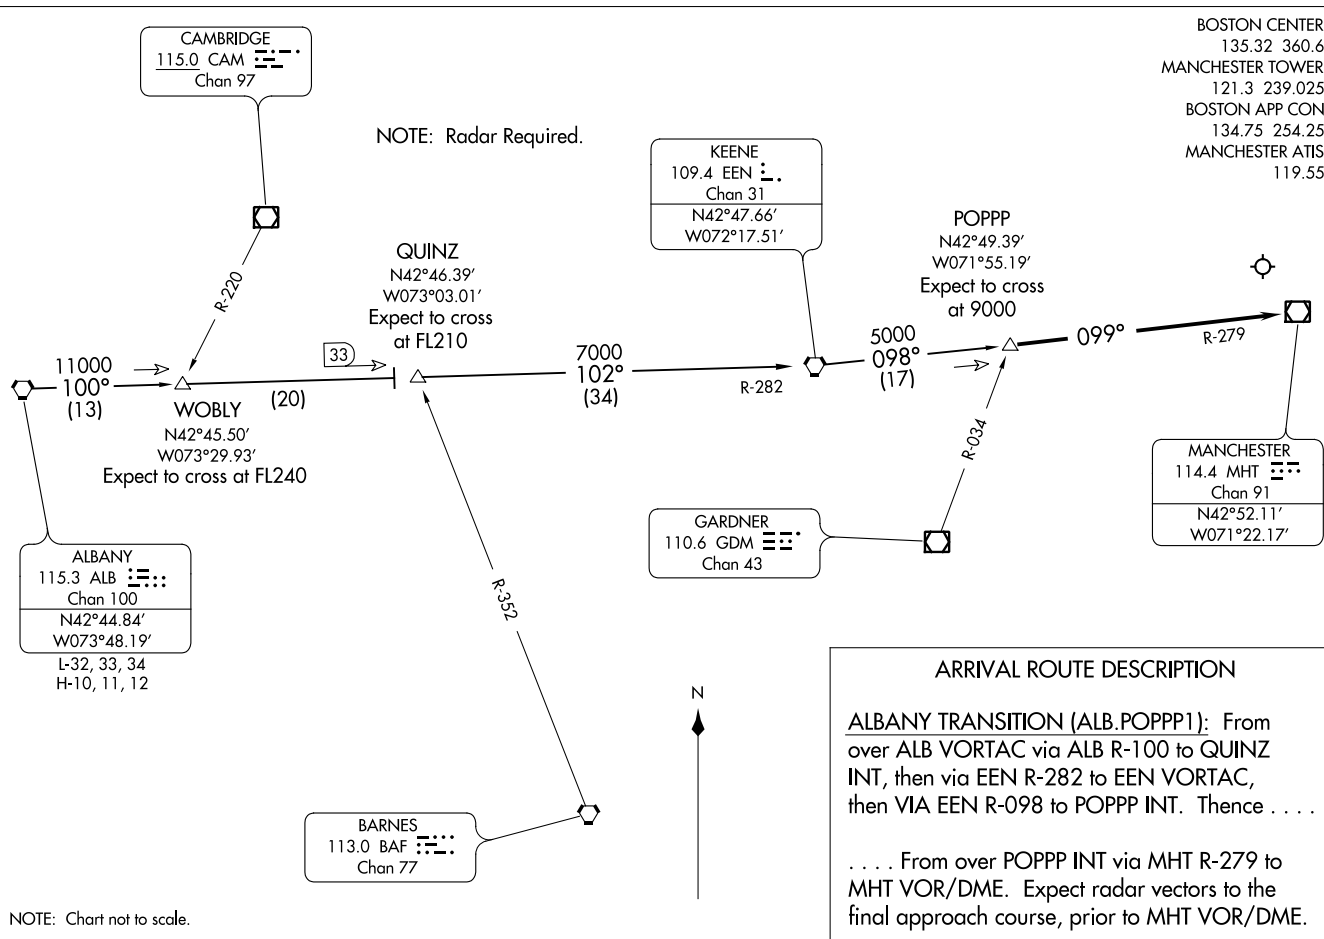 BOSTON CENTER
135.32 360.6
MANCHESTER TOWER
121.3 239.025
BOSTON APP CON
134.75 254.25
MANCHESTER ATIS
119.55
CAMBRIDGE
115.0 CAM
Chan 97
NOTE: Radar Required.
KEENE
109.4 EEN
Chan 31
N42°47.66'
W072°17.51'
POPPP
N42°49.39'
W071°55.19'
Expect to cross
at 9000
QUINZ
N42°46.39'
W073°03.01'
Expect to cross
at FL210
R-220
11000
100°
(13)
33
(20)
7000
102°
(34)
R-282
5000
098°
(17)
099°
R-279
WOBLY
N42°45.50'
W073°29.93'
Expect to cross at FL240
R-034
MANCHESTER
114.4 MHT
Chan 91
N42°52.11'
W071°22.17'
GARDNER
110.6 GDM
Chan 43
ALBANY
115.3 ALB
Chan 100
N42°44.84'
W073°48.19'
L-32, 33, 34
H-10, 11, 12
R-352
N
BARNES
113.0 BAF
Chan 77
ARRIVAL ROUTE DESCRIPTION
ALBANY TRANSITION (ALB.POPPP1): From
over ALB VORTAC via ALB R-100 to QUINZ
INT, then via EEN R-282 to EEN VORTAC,
then VIA EEN R-098 to POPPP INT. Thence . . . .
. . . . From over POPPP INT via MHT R-279 to
MHT VOR/DME. Expect radar vectors to the
final approach course, prior to MHT VOR/DME.
NOTE: Chart not to scale.